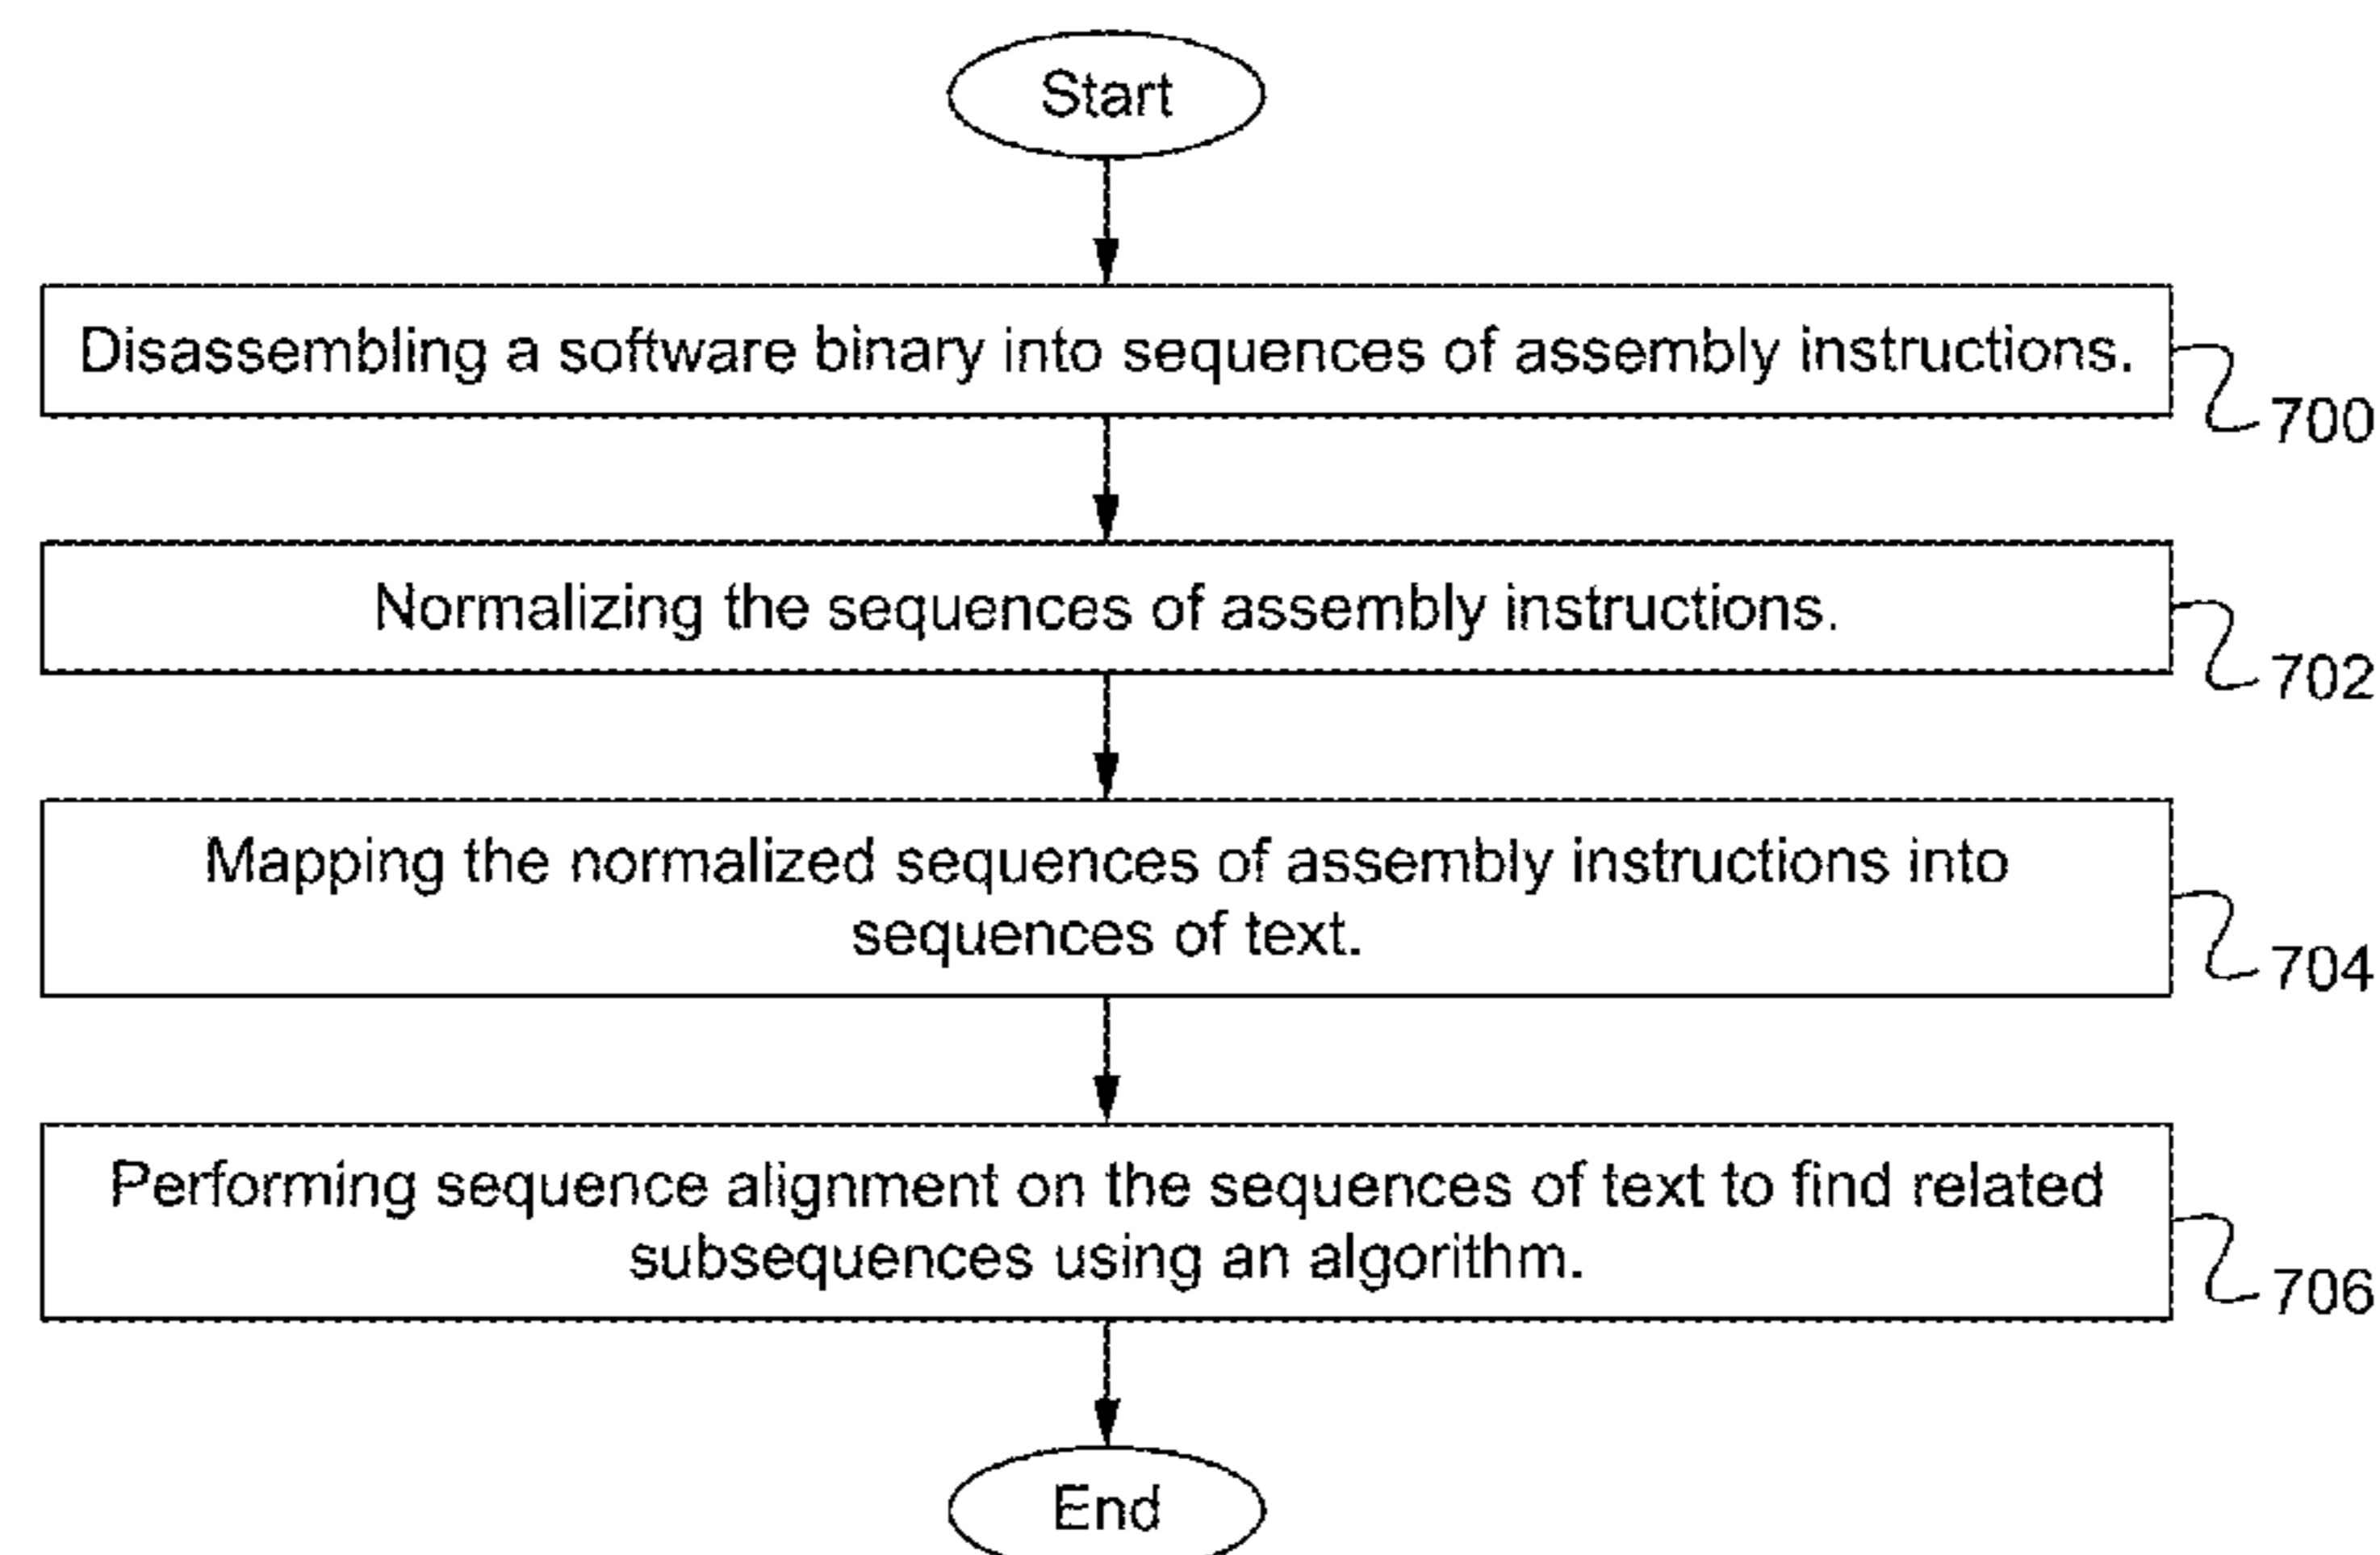 Start
Disassembling a software binary into sequences of assembly instructions.
700
Normalizing the sequences of assembly instructions.
702
Mapping the normalized sequences of assembly instructions into
sequences of text.
704
Performing sequence alignment on the sequences of text to find related
subsequences using an algorithm.
706
End